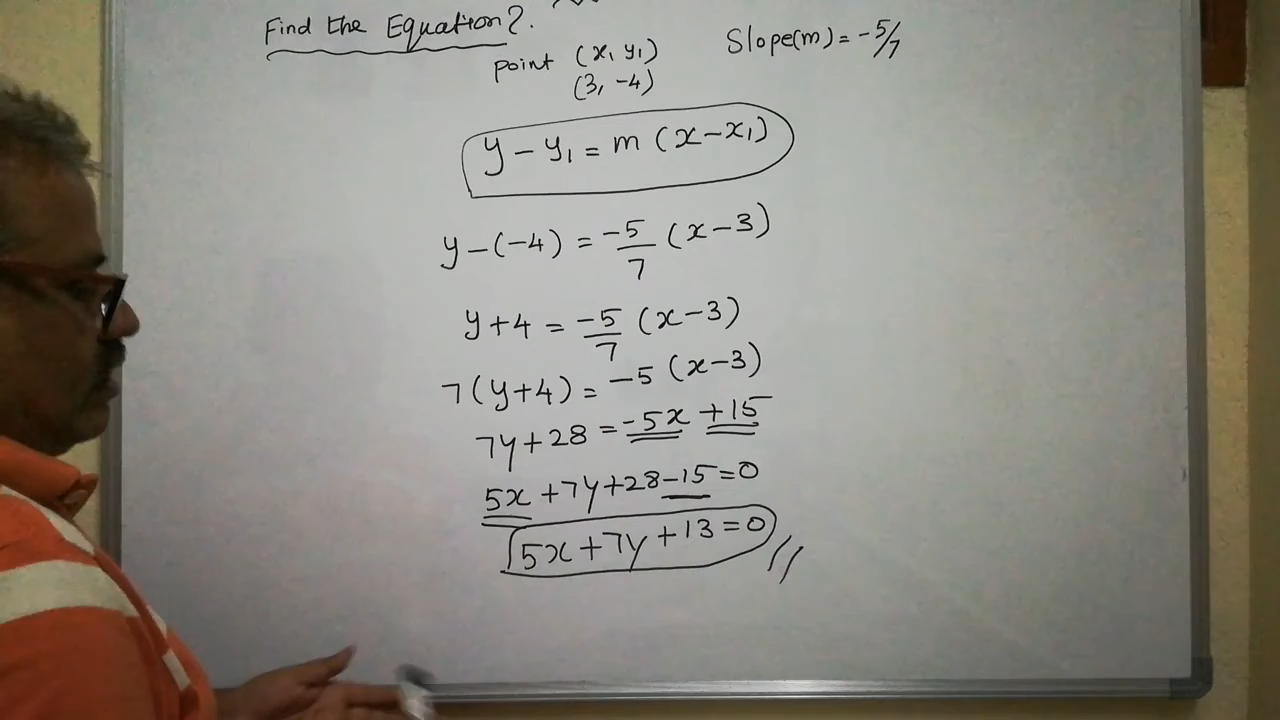 Find the Equation?.
point (x, y₁) Slope(m) = -5/7
(3, -4)
y - y₁ = m (x - x₁)
y - (-4) = -5/7 (x - 3)
y + 4 = -5/7 (x - 3)
7 (y + 4) = -5 (x - 3)
7y + 28 = -5x + 15
5x + 7y + 28 - 15 = 0
5x + 7y + 13 = 0 //